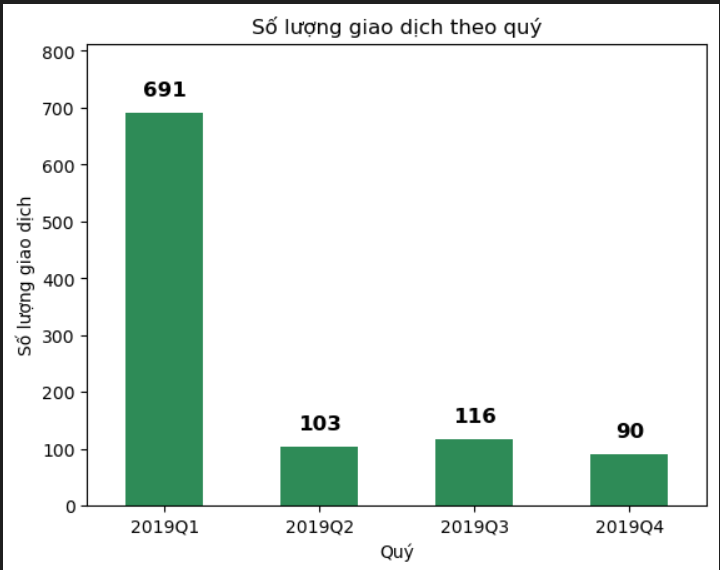 Số lượng giao dịch theo quý
800
700
600
500
400
300
200
100
0
Số lượng giao dịch
691
103
116
90
2019Q1
2019Q2
2019Q3
2019Q4
Quý